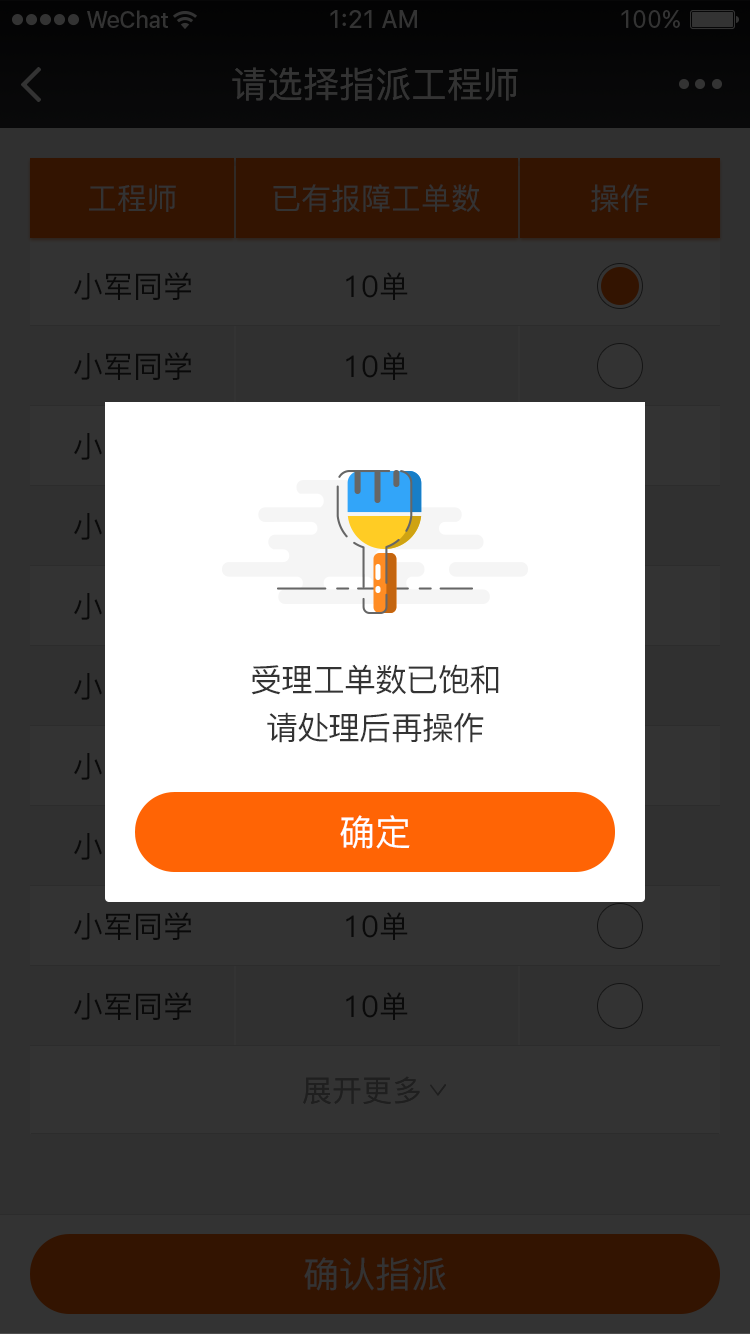 WeChat 1:21 AM 100%
请选择指派工程师
工程师 已有报障工单数 操作
小军同学 10单
小军同学 10单
小
小
小
小
小
小
受理工单数已饱和
请处理后再操作
确定
小军同学 10单
小军同学 10单
展开更多
确认指派